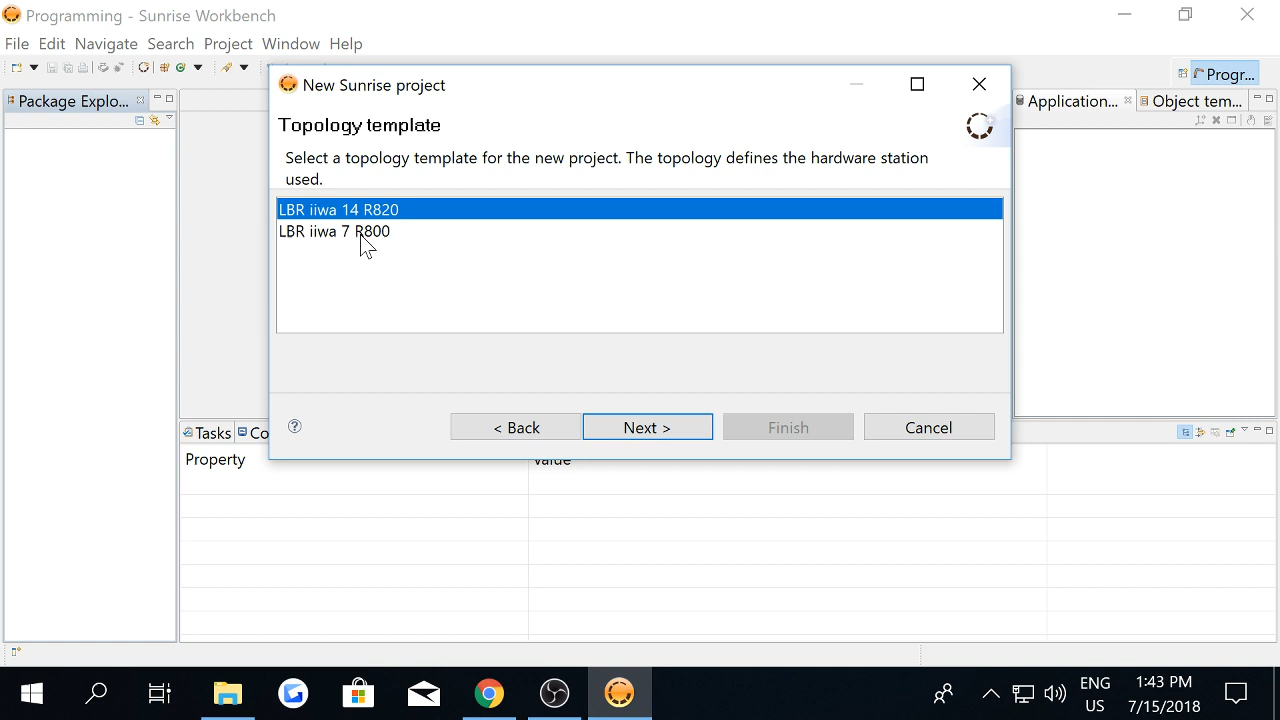 Programming - Sunrise Workbench
File Edit Navigate Search Project Window Help
Progr...
Package Explo...
New Sunrise project
Application...
Object tem...
Topology template
Select a topology template for the new project. The topology defines the hardware station
used.
LBR iiwa 14 R820
LBR iiwa 7 R800
< Back
Next >
Finish
Cancel
Tasks
Co
Property
Value
ENG
US
1:43 PM
7/15/2018